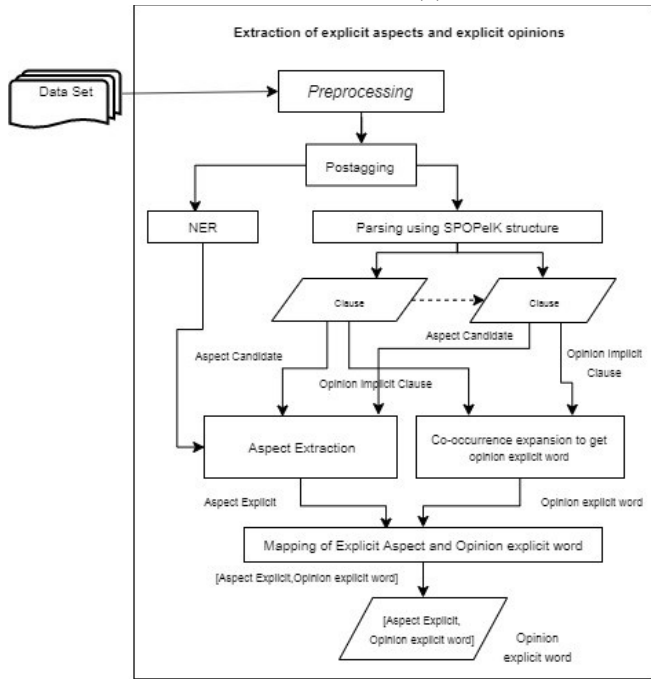 Extraction of explicit aspects and explicit opinions
Data Set
Preprocessing
Postagging
NER
Parsing using SPOPelK structure
Clause
Clause
Aspect Candidate
Aspect Candidate
Opinion Implicit Clause
Opinion Implicit
Clause
Aspect Extraction
Co-occurrence expansion to get
opinion explicit word
Aspect Explicit
Opinion explicit word
Mapping of Explicit Aspect and Opinion explicit word
[Aspect Explicit,Opinion explicit word]
[Aspect Explicit,
Opinion explicit word]
Opinion
explicit word